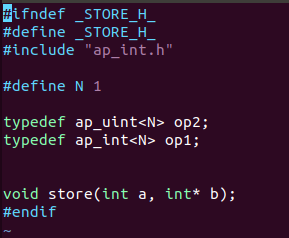 #ifndef _STORE_H_
#define _STORE_H_
#include "ap_int.h"

#define N 1

typedef ap_uint<N> op2;
typedef ap_int<N> op1;


void store(int a, int* b);
#endif
~